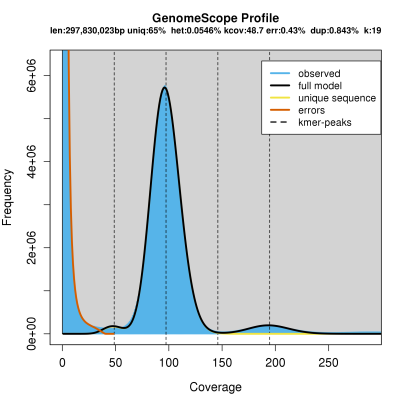 GenomeScope Profile
len:297,830,023bp uniq:65% het:0.0546% kcov:48.7 err:0.43% dup:0.843% k:19
observed
full model
unique sequence
errors
kmer-peaks
Frequency
6e+06
4e+06
2e+06
0e+00
0 50 100 150 200 250
Coverage